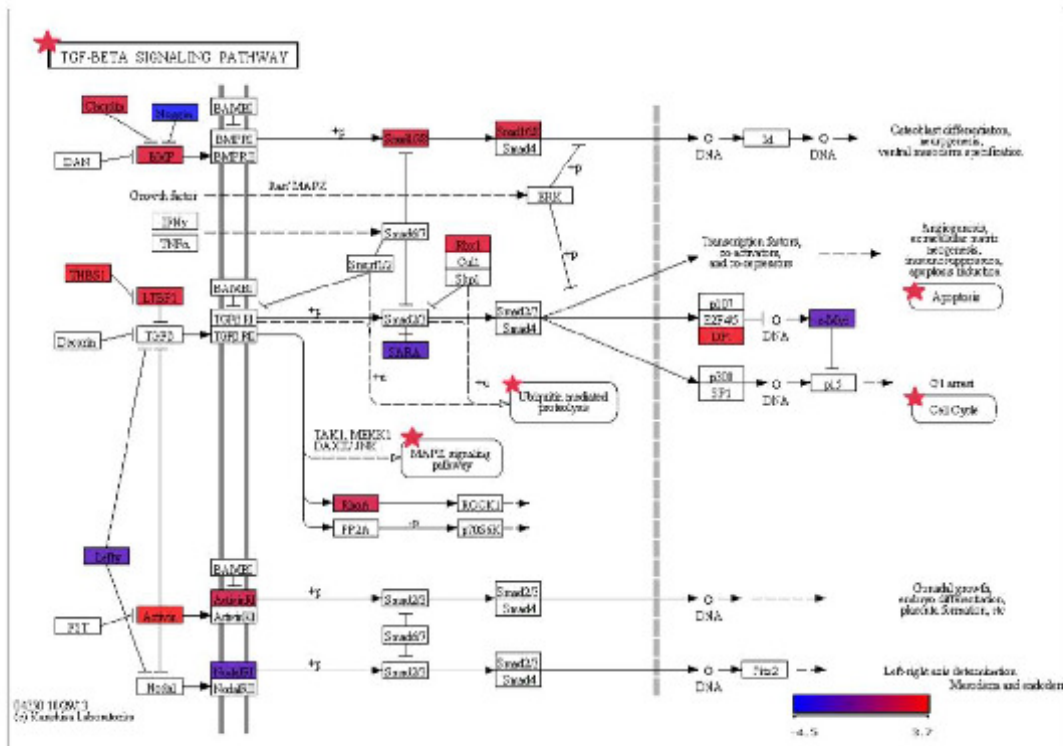 TGF-BETA SIGNALING PATHWAY
Chordin
Noggin
BAMBI
DAN
BMP
BMPRI
BMPRII
+p
Smad1/5/8
Smad1/5/8
Smad4
DNA
Id
DNA
Osteoblast differentiation,
neurogenesis,
ventral mesoderm specification
Growth factor
Ras/MAPK
ERK
-p
-p
IFNγ
TNFα
Smad6/7
Smurf1/2
Rbx1
Cul1
Skp1
THBS1
LTBP1
BAMBI
Decorin
TGFβ
TGFβ RI
TGFβ RII
+p
Smad2/3
SARA
Smad2/3
Smad4
Transcription factors,
co-activators,
and co-repressors
Angiogenesis,
extracellular matrix
neogenesis,
immunosuppression,
apoptosis induction
Apoptosis
p107
E2F4/5
DP1
DNA
c-Myc
p300
SP1
DNA
p15
G1 arrest
Cell Cycle
+u
+u
Ubiquitin mediated
proteolysis
TAK1, MEKK1
DAXX/JNK
MAPK signaling
pathway
RhoA
ROCK1
PP2A
-p
p70S6K
Lefty
BAMBI
FST
Activin
ActivinRI
ActivinRII
+p
Smad2/3
Smad2/3
Smad4
DNA
Gonadal growth,
embryo differentiation,
placenta formation, etc
Smad6/7
Nodal
NodalRI
NodalRII
+p
Smad2/3
Smad2/3
Smad4
DNA
Pitx2
Left-right axis determination
Mesoderm and endoderm
(c) Kanehisa Laboratories
-4.5
3.7